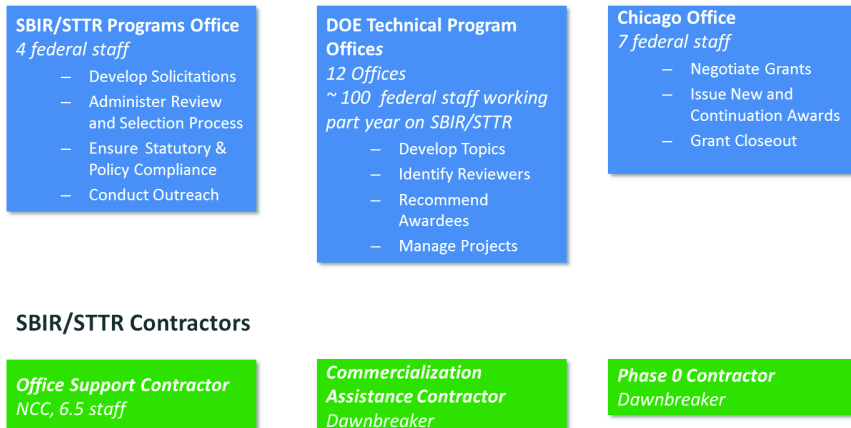 SBIR/STTR Programs Office
4 federal staff
– Develop Solicitations
– Administer Review
and Selection Process
– Ensure Statutory &
Policy Compliance
– Conduct Outreach
DOE Technical Program
Offices
12 Offices
~ 100 federal staff working
part year on SBIR/STTR
– Develop Topics
– Identify Reviewers
– Recommend
Awardees
– Manage Projects
Chicago Office
7 federal staff
– Negotiate Grants
– Issue New and
Continuation Awards
– Grant Closeout
SBIR/STTR Contractors
Office Support Contractor
NCC, 6.5 staff
Commercialization
Assistance Contractor
Dawnbreaker
Phase 0 Contractor
Dawnbreaker